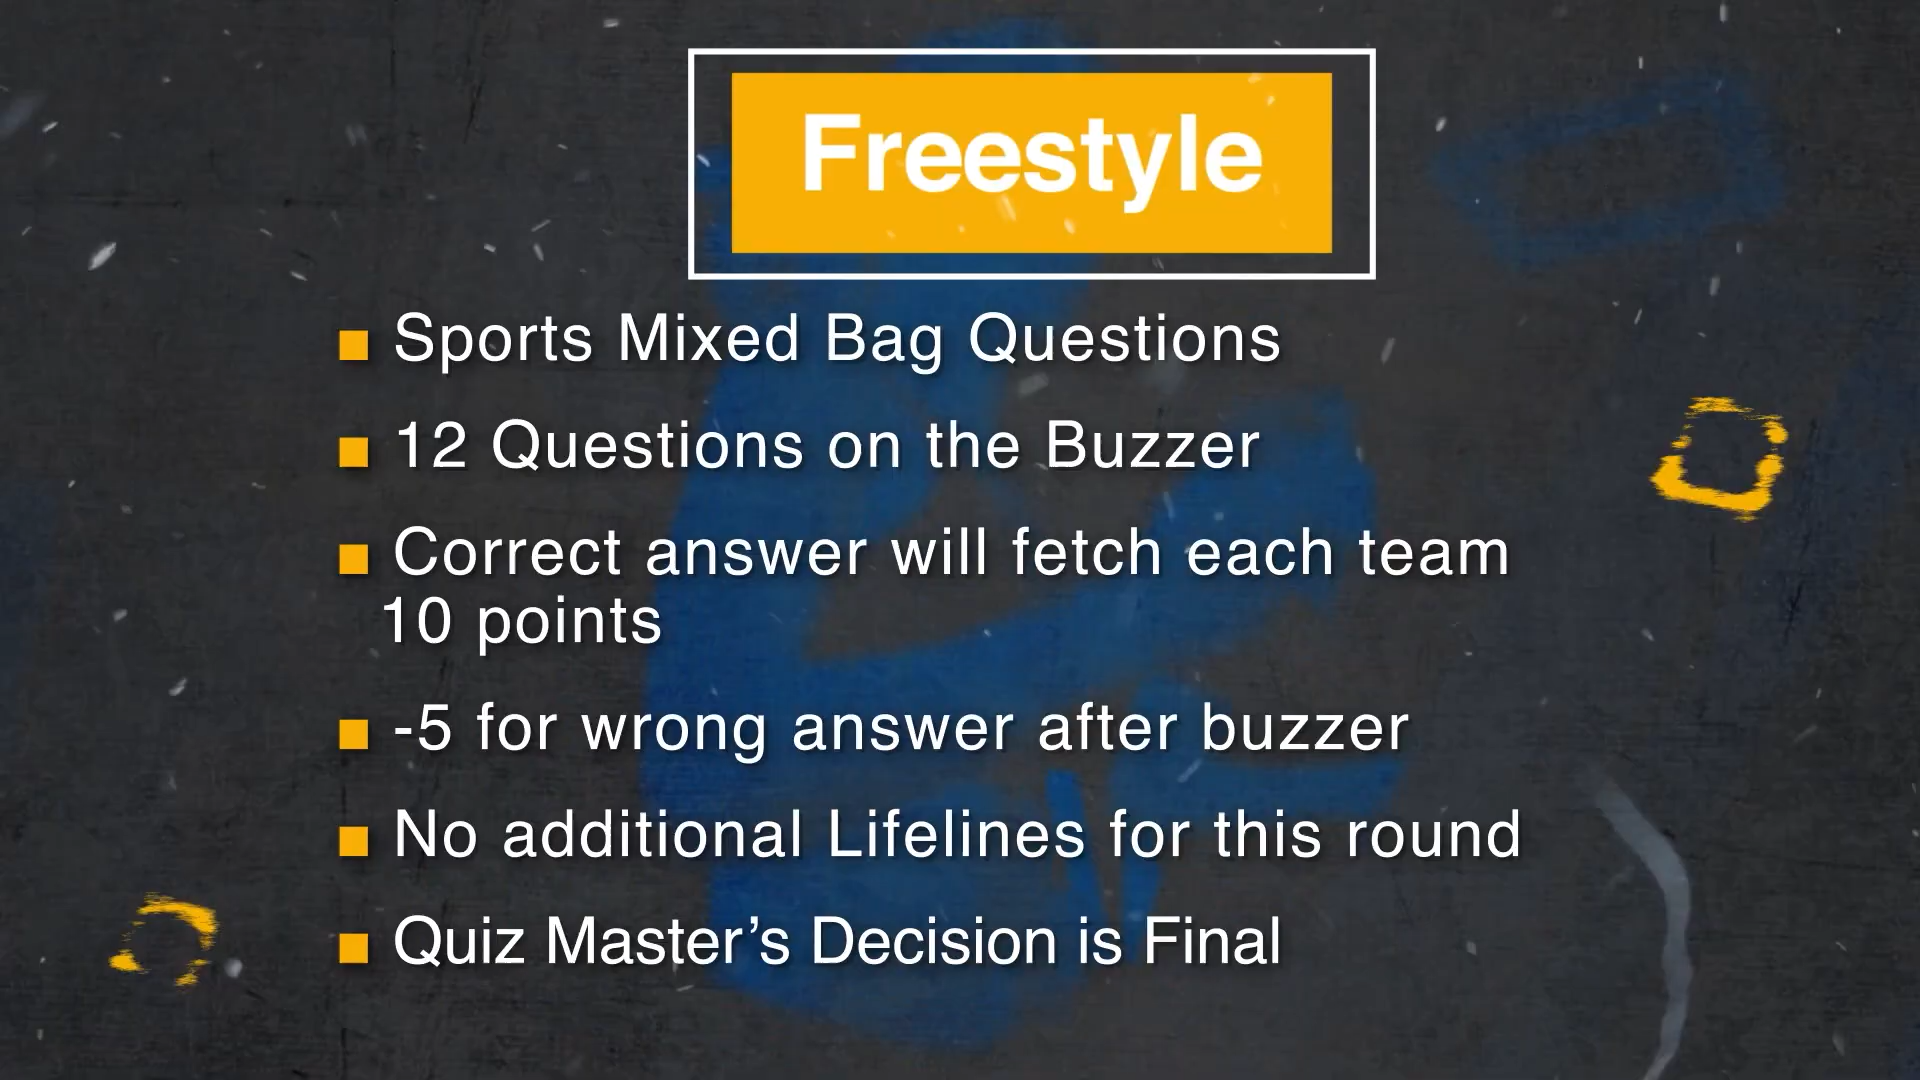 Freestyle
Sports Mixed Bag Questions
12 Questions on the Buzzer
Correct answer will fetch each team
10 points
-5 for wrong answer after buzzer
No additional Lifelines for this round
Quiz Master’s Decision is Final